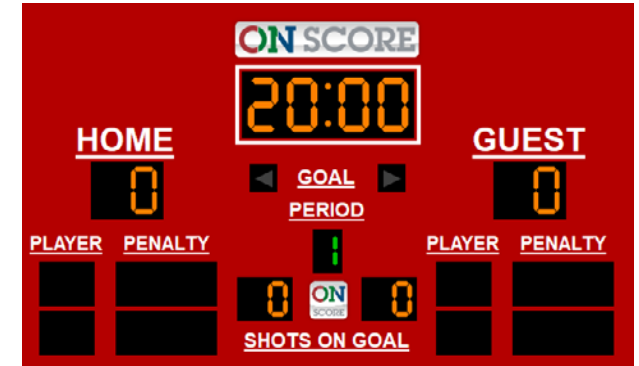 ON SCORE
20:00
HOME
GUEST
0
GOAL
0
PERIOD
PLAYER PENALTY
1
PLAYER PENALTY
0
ON
SCORE
0
SHOTS ON GOAL